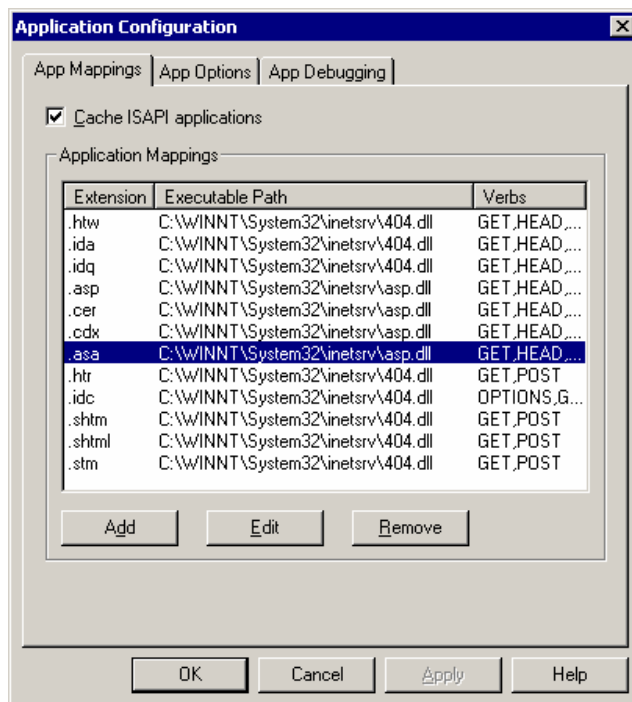 Application Configuration
App Mappings App Options App Debugging
Cache ISAPI applications
Application Mappings
Extension Executable Path Verbs
.htw C:\WINNT\System32\inetsrv\404.dll GET,HEAD,...
.ida C:\WINNT\System32\inetsrv\404.dll GET,HEAD,...
.idq C:\WINNT\System32\inetsrv\404.dll GET,HEAD,...
.asp C:\WINNT\System32\inetsrv\asp.dll GET,HEAD,...
.cer C:\WINNT\System32\inetsrv\asp.dll GET,HEAD,...
.cdx C:\WINNT\System32\inetsrv\asp.dll GET,HEAD,...
.asa C:\WINNT\System32\inetsrv\asp.dll GET,HEAD,...
.htr C:\WINNT\System32\inetsrv\404.dll GET,POST
.idc C:\WINNT\System32\inetsrv\404.dll OPTIONS,G...
.shtm C:\WINNT\System32\inetsrv\404.dll GET,POST
.shtml C:\WINNT\System32\inetsrv\404.dll GET,POST
.stm C:\WINNT\System32\inetsrv\404.dll GET,POST
Add Edit Remove
OK Cancel Apply Help